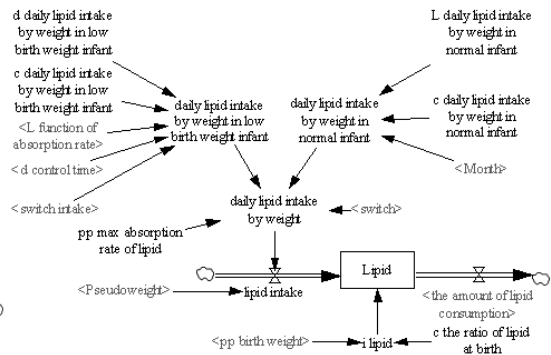 d daily lipid intake
by weight in low
birth weight infant
L daily lipid intake
by weight in
normal infant
c daily lipid intake
by weight in low
birth weight infant
daily lipid intake
by weight in low
birth weight infant
daily lipid intake
by weight in
normal infant
c daily lipid intake
by weight in
normal infant
<L function of
absorption rate>
<d control time>
<Month>
<switch intake>
daily lipid intake
by weight
<switch>
pp max absorption
rate of lipid
Lipid
<Pseudoweight>
lipid intake
<the amount of lipid
consumption>
<pp birth weight>
i lipid
c the ratio of lipid
at birth